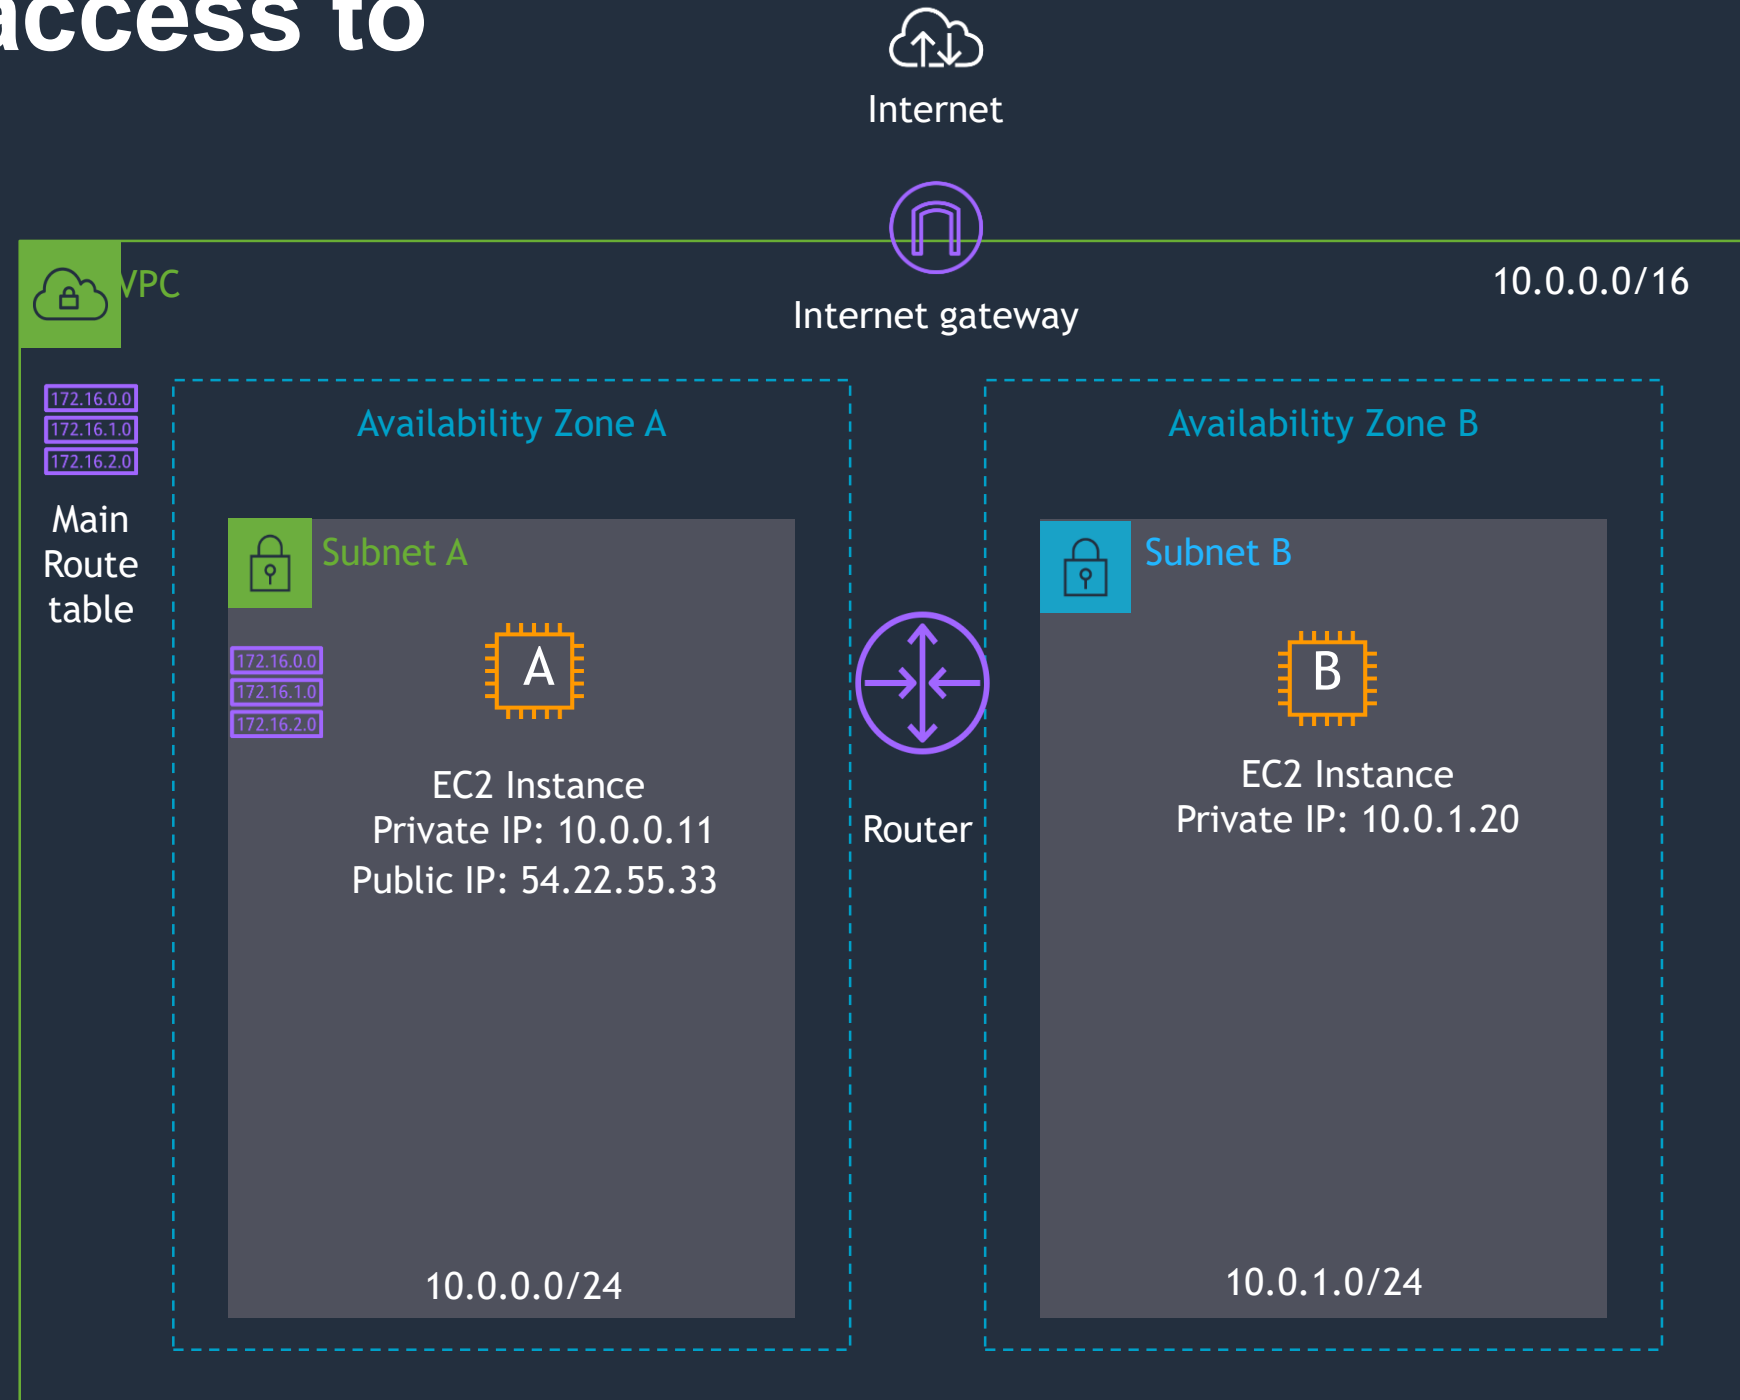 access to
Internet
VPC
10.0.0.0/16
Internet gateway
172.16.0.0
172.16.1.0
172.16.2.0
Main
Route
table
Availability Zone A
Subnet A
172.16.0.0
172.16.1.0
172.16.2.0
A
EC2 Instance
Private IP: 10.0.0.11
Public IP: 54.22.55.33
10.0.0.0/24
Router
Availability Zone B
Subnet B
B
EC2 Instance
Private IP: 10.0.1.20
10.0.1.0/24